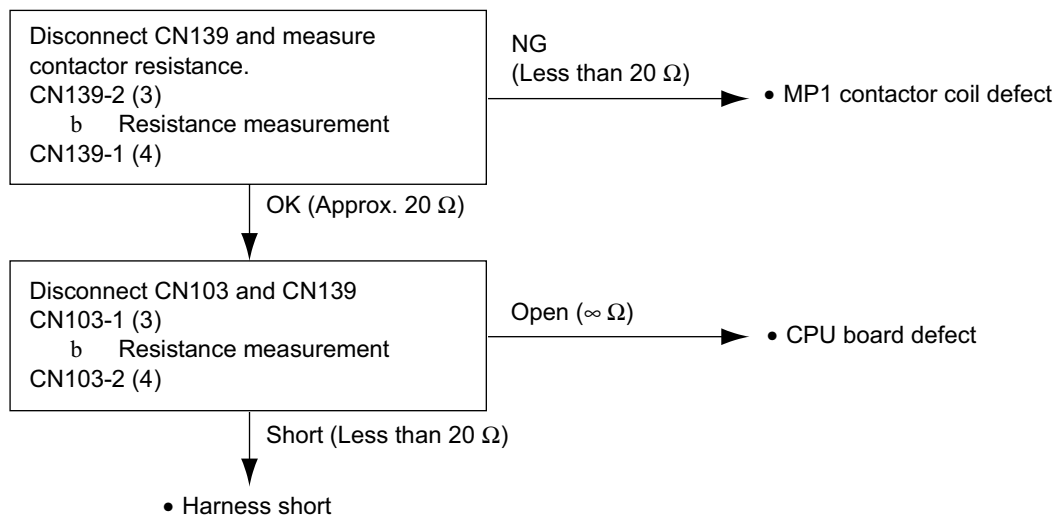 Disconnect CN139 and measure
contactor resistance.
CN139-2 (3)
b Resistance measurement
CN139-1 (4)
NG
(Less than 20 Ω)
• MP1 contactor coil defect
OK (Approx. 20 Ω)
Disconnect CN103 and CN139
CN103-1 (3)
b Resistance measurement
CN103-2 (4)
Open (∞ Ω)
• CPU board defect
Short (Less than 20 Ω)
• Harness short